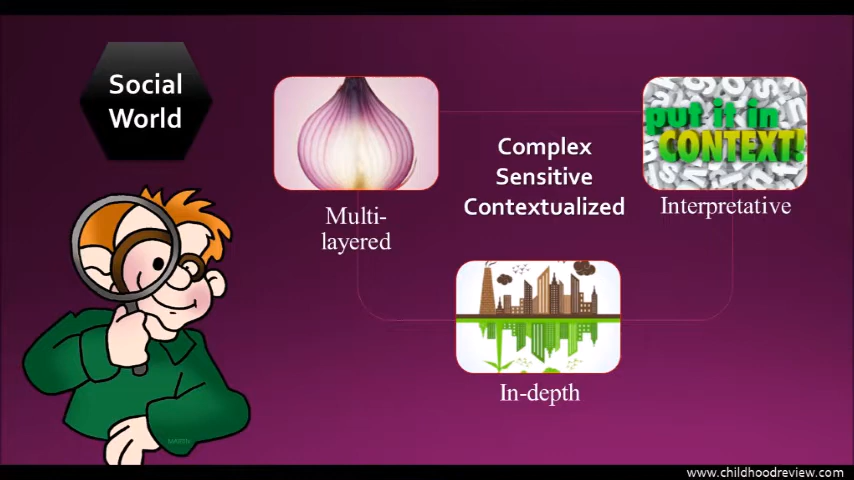 Social
World
put it in
CONTEXT!
Complex
Sensitive
Contextualized
Multi-
layered
Interpretative
In-depth
www.childhoodreview.com